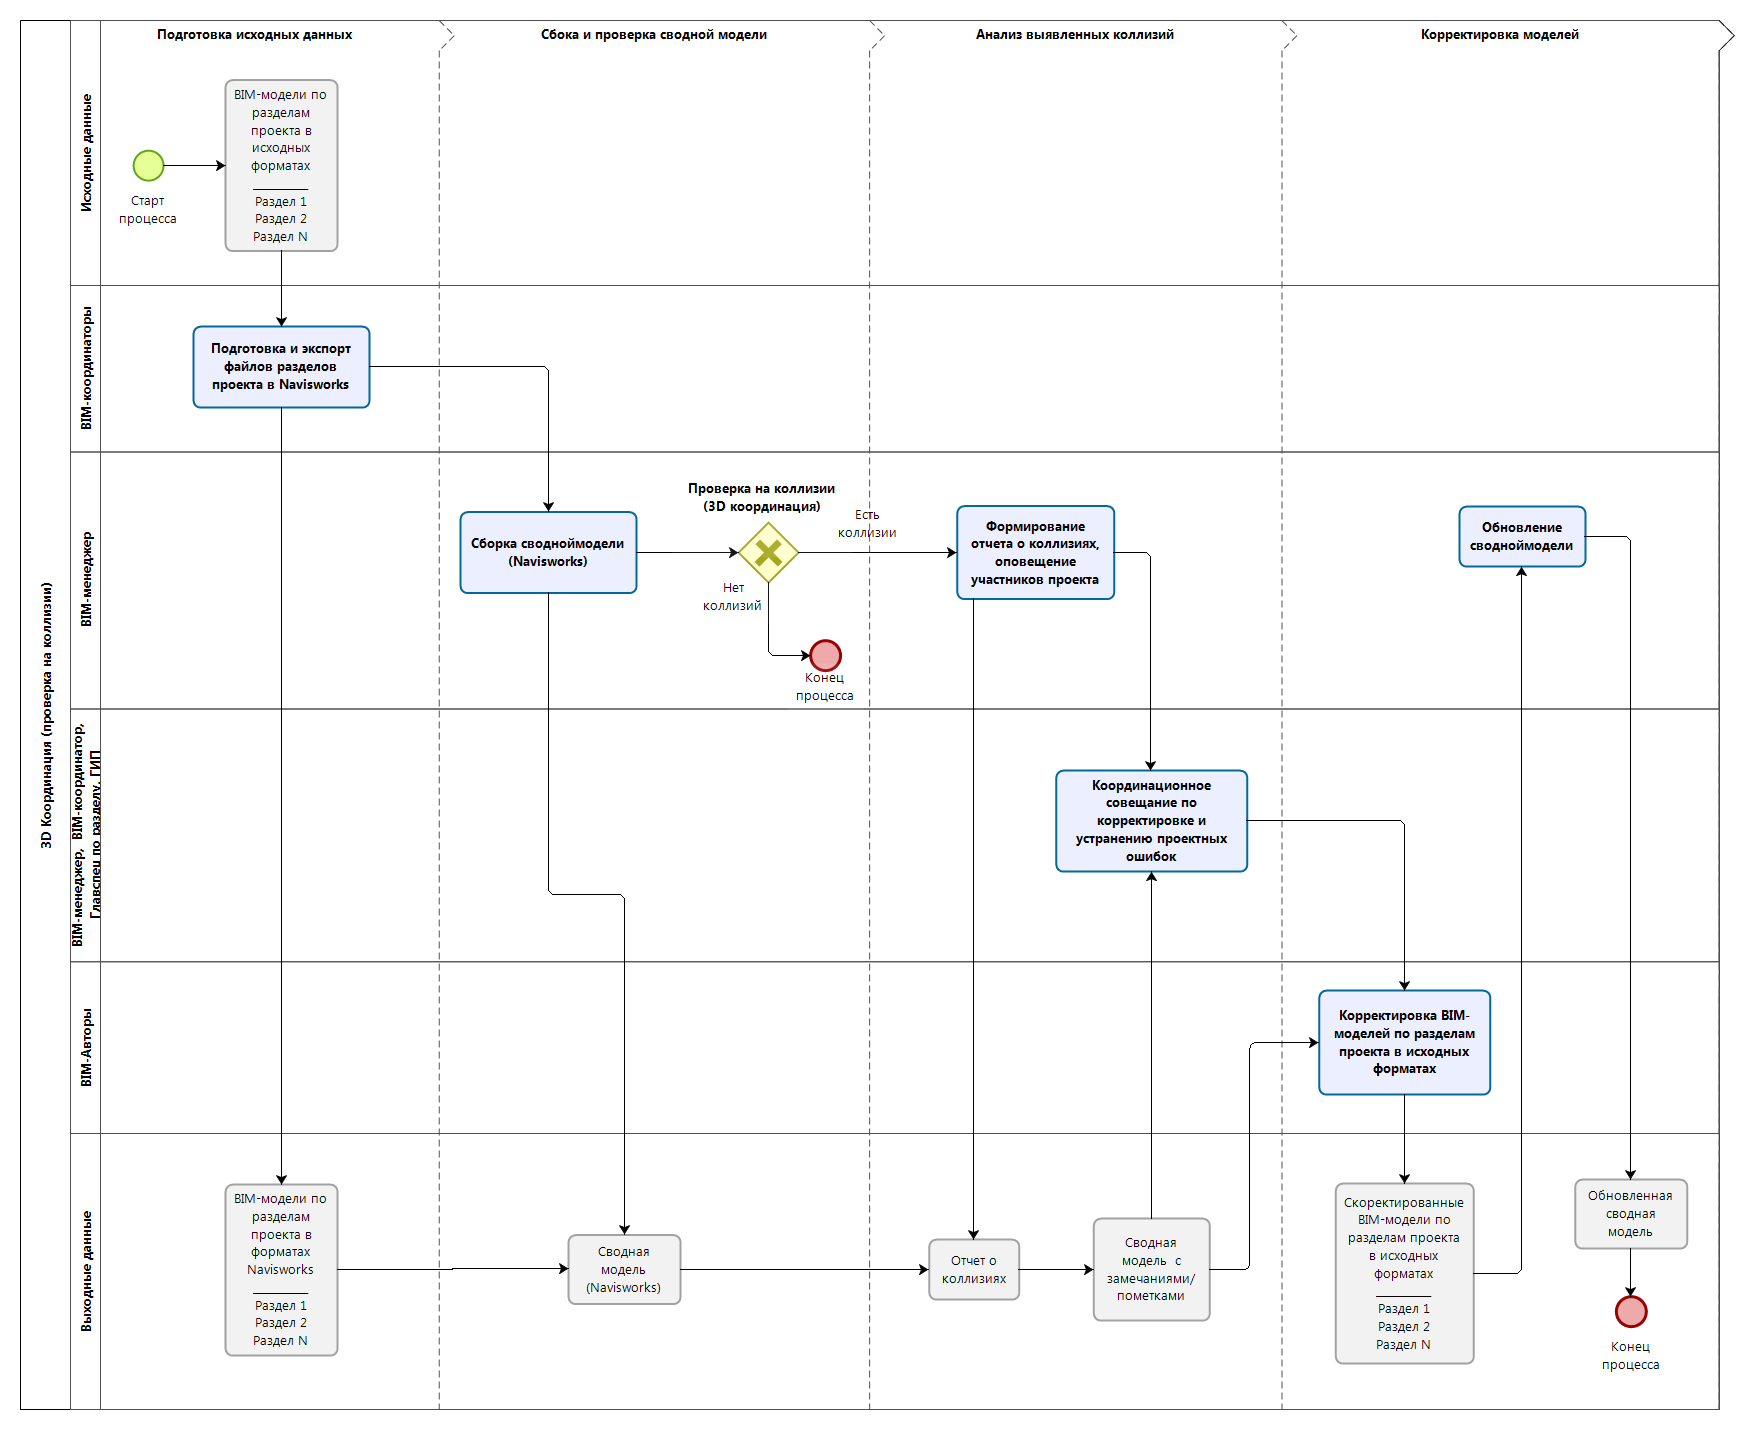 Подготовка исходных данных
Сбока и проверка сводной модели
Анализ выявленных коллизий
Корректировка моделей
3D Координация (проверка на коллизии)
Исходные данные
Старт
процесса
BIM-модели по
разделам
проекта в
исходных
форматах
Раздел 1
Раздел 2
Раздел N
BIM-координаторы
Подготовка и экспорт
файлов разделов
проекта в Navisworks
BIM-менеджер
Сборка своднoймодели
(Navisworks)
Проверка на коллизии
(3D координация)
Есть
коллизии
Нет
коллизий
Конец
процесса
Формирование
отчета о коллизиях,
оповещение
участников проекта
Обновление
своднoймодели
BIM-менеджер, BIM-координатор,
Главспец по разделу, ГИП
Координационное
совещание по
корректировке и
устранению проектных
ошибок
BIM-Авторы
Корректировка BIM-
моделей по разделам
проекта в исходных
форматах
Выходные данные
BIM-модели по
разделам
проекта в
форматах
Navisworks
Раздел 1
Раздел 2
Раздел N
Сводная
модель
(Navisworks)
Отчет о
коллизиях
Сводная
модель с
замечаниями/
пометками
Скоректированные
BIM-модели по
разделам проекта
в исходных
форматах
Раздел 1
Раздел 2
Раздел N
Обновленная
сводная
модель
Конец
процесса